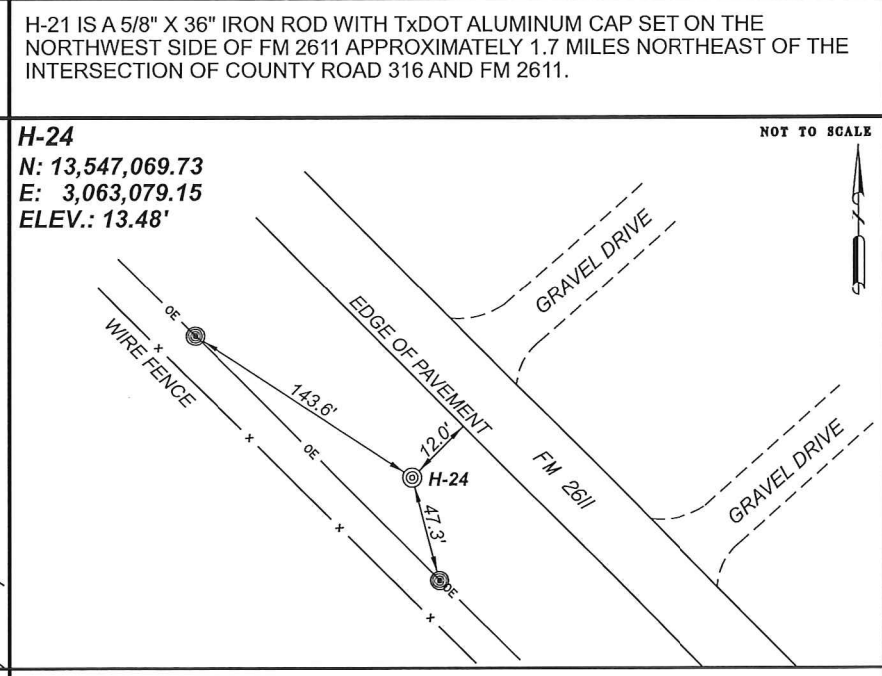 H-21 IS A 5/8" X 36" IRON ROD WITH TxDOT ALUMINUM CAP SET ON THE
NORTHWEST SIDE OF FM 2611 APPROXIMATELY 1.7 MILES NORTHEAST OF THE
INTERSECTION OF COUNTY ROAD 316 AND FM 2611.
H-24
N: 13,547,069.73
E: 3,063,079.15
ELEV.: 13.48'
NOT TO SCALE
N
GRAVEL DRIVE
OE
WIRE FENCE
x
EDGE OF PAVEMENT
143.6'
12.0'
x
OE
H-24
FM 2611
GRAVEL DRIVE
47.3'
x
OE
x